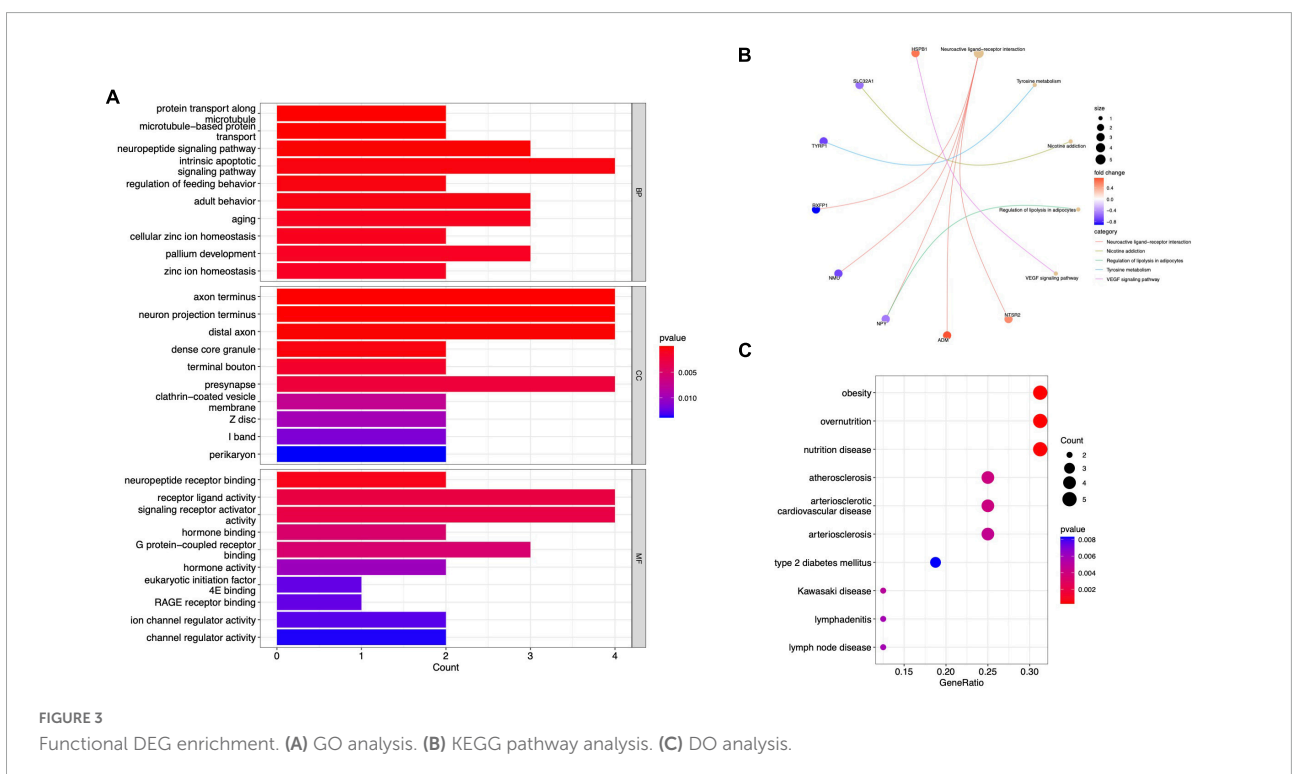 A
protein transport along
microtubule
microtubule−based protein
transport
neuropeptide signaling pathway
intrinsic apoptotic
signaling pathway
regulation of feeding behavior
adult behavior
aging
cellular zinc ion homeostasis
pallium development
zinc ion homeostasis
BP
axon terminus
neuron projection terminus
distal axon
dense core granule
terminal bouton
presynapse
clathrin−coated vesicle
membrane
Z disc
I band
perikaryon
CC
neuropeptide receptor binding
receptor ligand activity
signaling receptor activator
activity
hormone binding
G protein−coupled receptor
binding
hormone activity
eukaryotic initiation factor
4E binding
RAGE receptor binding
ion channel regulator activity
channel regulator activity
MF
0 1 2 3 4
Count
pvalue
0.005
0.010
B
HSPB1
Neuroactive ligand−receptor interaction
SLC32A1
Tyrosine metabolism
TYRP1
Nicotine addiction
RXFP1
Regulation of lipolysis in adipocytes
NMU
VEGF signaling pathway
NPY
NTSR2
ADM
size
1
2
3
4
5
fold change
0.4
0.0
−0.4
−0.8
category
Neuroactive ligand−receptor interaction
Nicotine addiction
Regulation of lipolysis in adipocytes
Tyrosine metabolism
VEGF signaling pathway
C
obesity
overnutrition
nutrition disease
atherosclerosis
arteriosclerotic
cardiovascular disease
arteriosclerosis
type 2 diabetes mellitus
Kawasaki disease
lymphadenitis
lymph node disease
0.15 0.20 0.25 0.30
GeneRatio
Count
2
3
4
5
pvalue
0.008
0.006
0.004
0.002
FIGURE 3
Functional DEG enrichment. (A) GO analysis. (B) KEGG pathway analysis. (C) DO analysis.